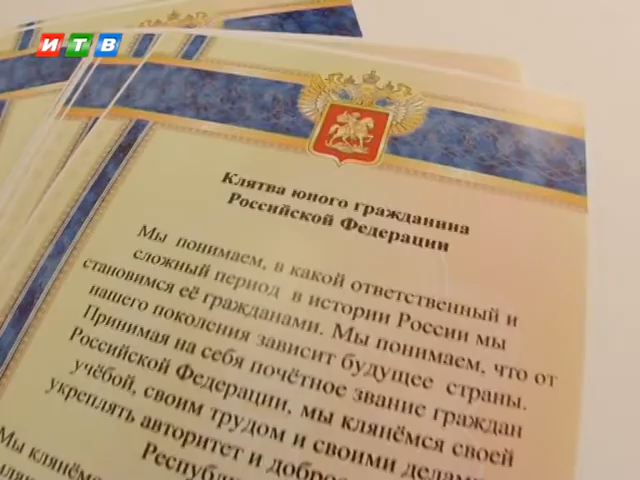 ИТВ
Клятва юного гражданина
Российской Федерации
Мы понимаем, в какой ответственный и
сложный период в истории России мы
становимся её гражданами. Мы понимаем, что от
нашего поколения зависит будущее страны.
Принимая на себя почётное звание граждан
Российской Федерации, мы клянёмся своей
учёбой, своим трудом и своими делами
укреплять авторитет и
Мы клянёмся